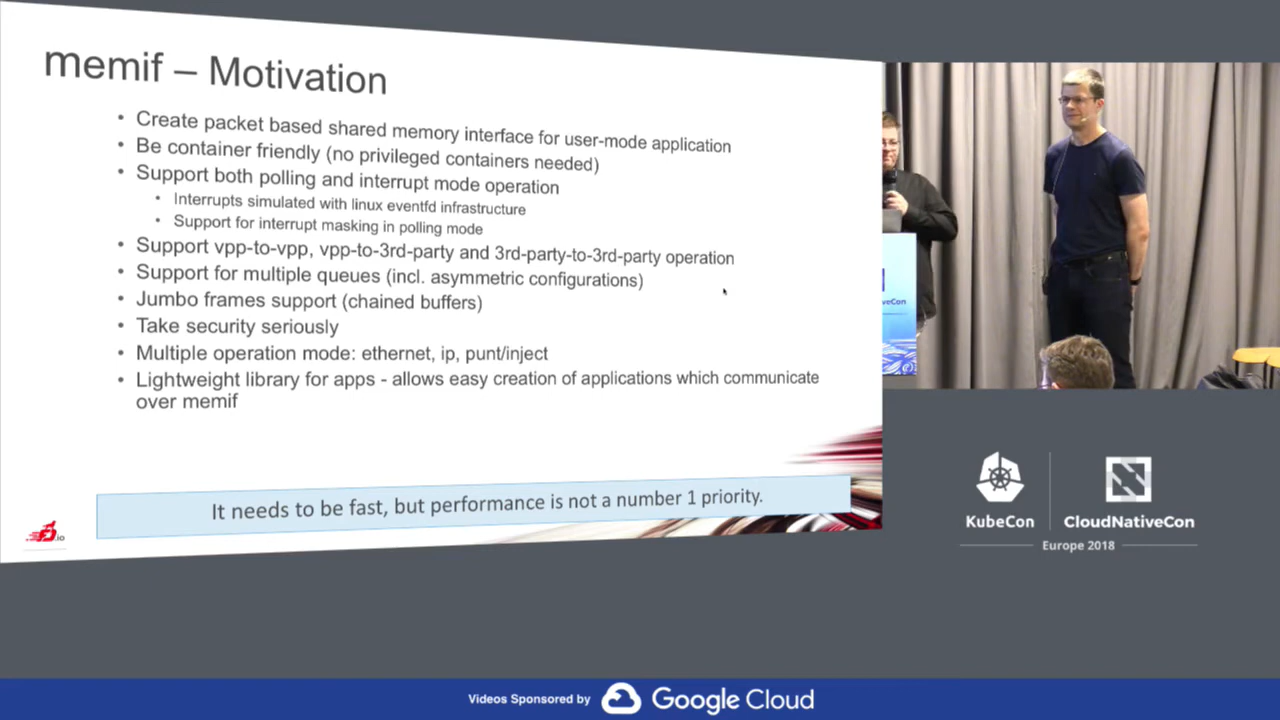 memif – Motivation
• Create packet based shared memory interface for user-mode application
• Be container friendly (no privileged containers needed)
• Support both polling and interrupt mode operation
• Interrupts simulated with linux eventfd infrastructure
• Support for interrupt masking in polling mode
• Support vpp-to-vpp, vpp-to-3rd-party and 3rd-party-to-3rd-party operation
• Support for multiple queues (incl. asymmetric configurations)
• Jumbo frames support (chained buffers)
• Take security seriously
• Multiple operation mode: ethernet, ip, punt/inject
• Lightweight library for apps - allows easy creation of applications which communicate
over memif
It needs to be fast, but performance is not a number 1 priority.
.io
veCon
KubeCon
CloudNativeCon
Europe 2018
Videos Sponsored by
Google Cloud